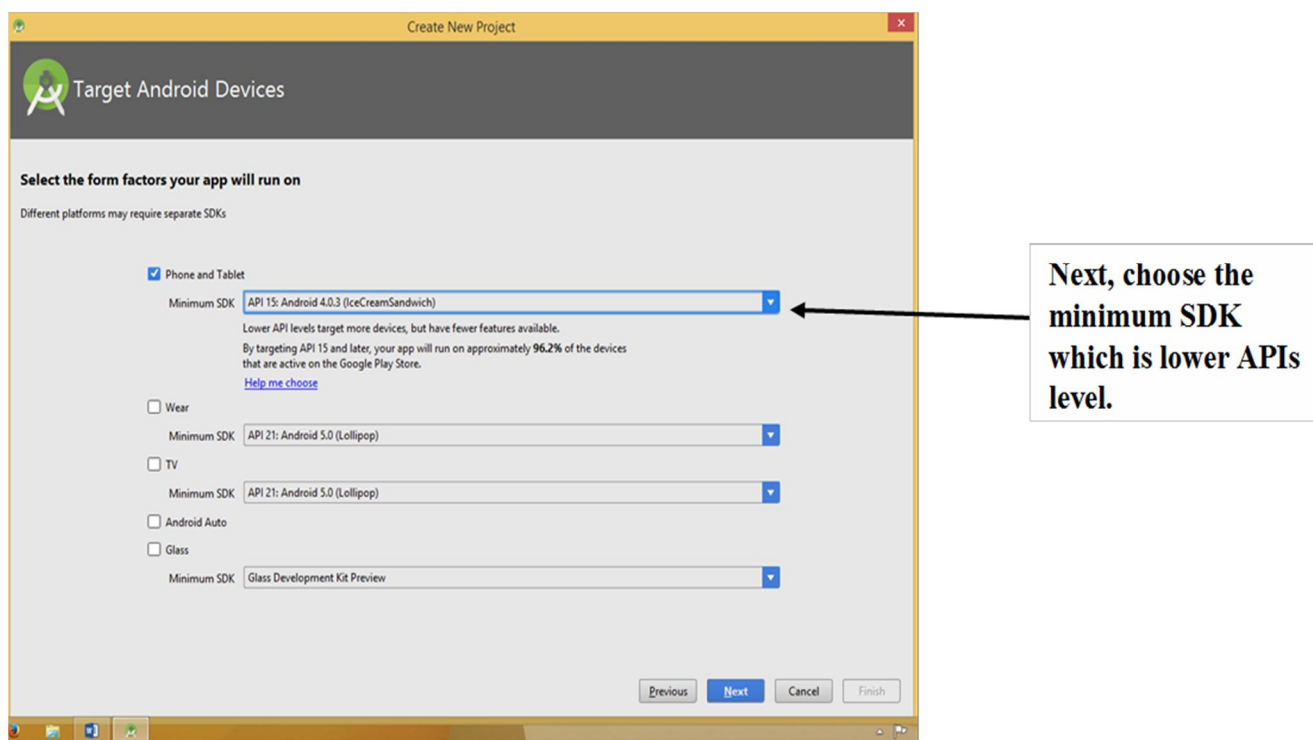 Create New Project
Target Android Devices
Select the form factors your app will run on
Different platforms may require separate SDKs
Phone and Tablet
Minimum SDK API 15: Android 4.0.3 (IceCreamSandwich)
Lower API levels target more devices, but have fewer features available.
By targeting API 15 and later, your app will run on approximately 96.2% of the devices
that are active on the Google Play Store.
Help me choose
Wear
Minimum SDK API 21: Android 5.0 (Lollipop)
TV
Minimum SDK API 21: Android 5.0 (Lollipop)
Android Auto
Glass
Minimum SDK Glass Development Kit Preview
Previous Next Cancel Finish
Next, choose the
minimum SDK
which is lower APIs
level.